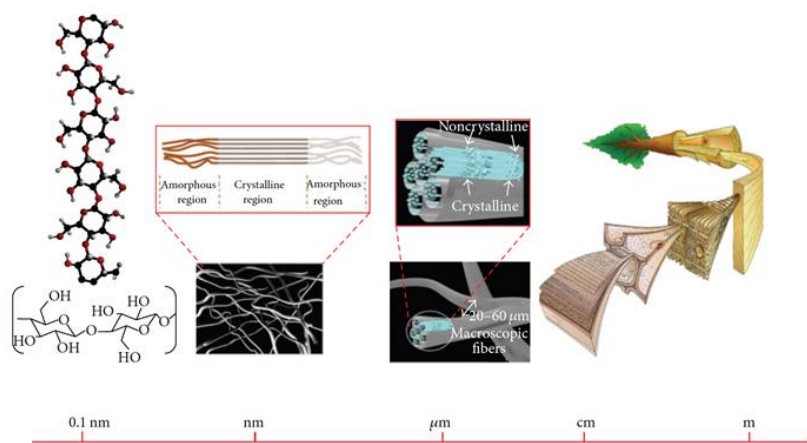 Amorphous
region
Crystalline
region
Amorphous
region
Noncrystalline
Crystalline
20–60 μm
Macroscopic
fibers
OH
HO
O
HO
OH
O
HO
OH
O
O
HO
0.1 nm
nm
μm
cm
m